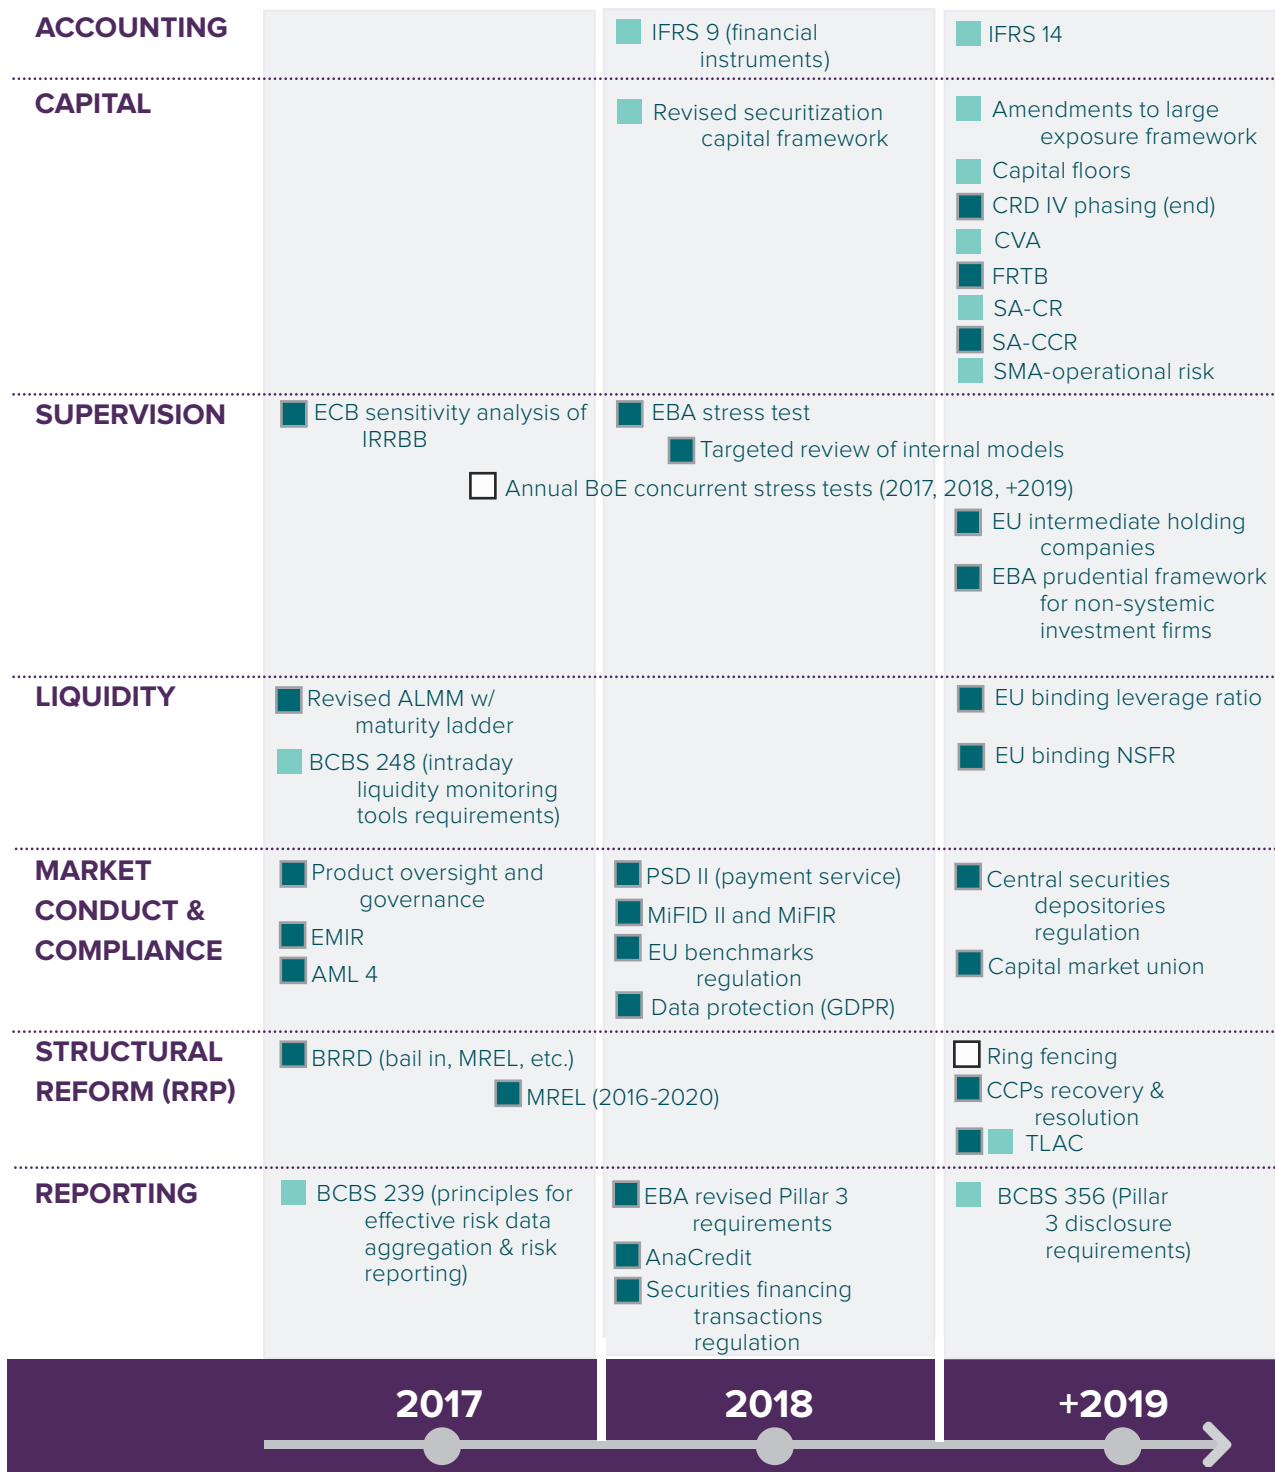 ACCOUNTING
IFRS 9 (financial
instruments)
IFRS 14
CAPITAL
Revised securitization
capital framework
Amendments to large
exposure framework
Capital floors
CRD IV phasing (end)
CVA
FRTB
SA-CR
SA-CCR
SMA-operational risk
SUPERVISION
ECB sensitivity analysis of
IRRBB
EBA stress test
Targeted review of internal models
Annual BoE concurrent stress tests (2017, 2018, +2019)
EU intermediate holding
companies
EBA prudential framework
for non-systemic
investment firms
LIQUIDITY
Revised ALMM w/
maturity ladder
BCBS 248 (intraday
liquidity monitoring
tools requirements)
EU binding leverage ratio
EU binding NSFR
MARKET
CONDUCT &
COMPLIANCE
Product oversight and
governance
EMIR
AML 4
PSD II (payment service)
MiFID II and MiFIR
EU benchmarks
regulation
Data protection (GDPR)
Central securities
depositories
regulation
Capital market union
STRUCTURAL
REFORM (RRP)
BRRD (bail in, MREL, etc.)
MREL (2016-2020)
Ring fencing
CCPs recovery &
resolution
TLAC
REPORTING
BCBS 239 (principles for
effective risk data
aggregation & risk
reporting)
EBA revised Pillar 3
requirements
AnaCredit
Securities financing
transactions
regulation
BCBS 356 (Pillar
3 disclosure
requirements)
2017
2018
+2019